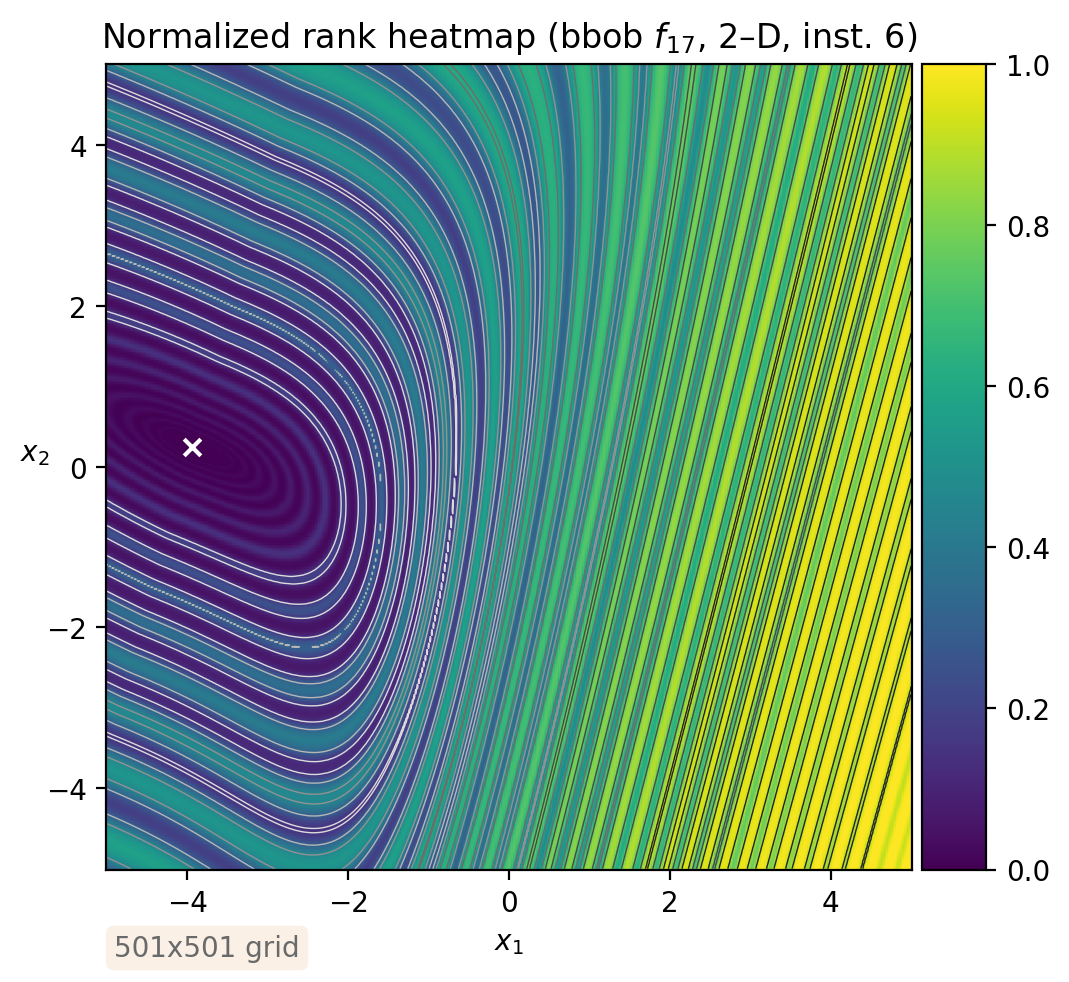 Normalized rank heatmap (bbob f₁₇, 2–D, inst. 6)
1.0
0.8
0.6
0.4
0.2
0.0
4
2
0
−2
−4
x₂
−4 −2 0 2 4
x₁
501x501 grid